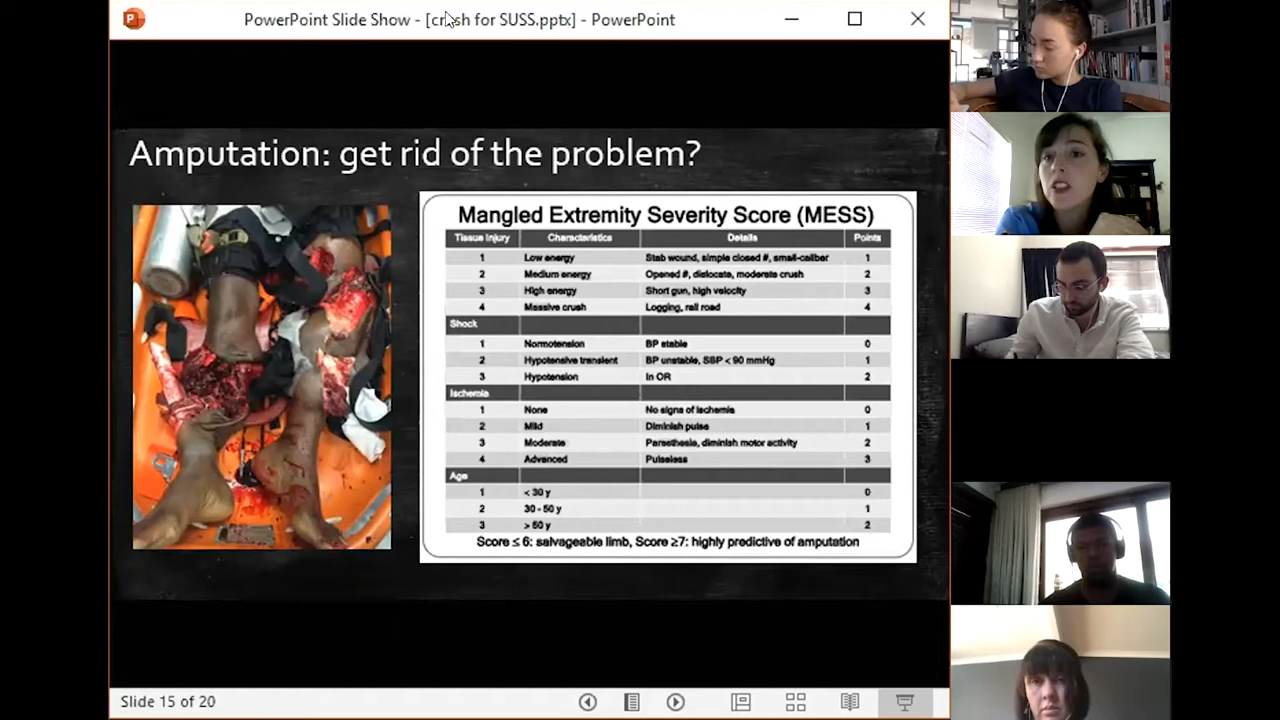 PowerPoint Slide Show - [crush for SUSS.pptx] - PowerPoint
Amputation: get rid of the problem?
Mangled Extremity Severity Score (MESS)
Tissue Injury Characteristics Details Points
1 Low energy Stab wound, simple closed #, small-caliber 1
2 Medium energy Opened #, dislocate, moderate crush 2
3 High energy Short gun, high velocity 3
4 Massive crush Logging, rail road 4
Shock
1 Normotension BP stable 0
2 Hypotensive transient BP unstable, SBP < 90 mmHg 1
3 Hypotension In OR 2
Ischemia
1 None No signs of ischemia 0
2 Mild Diminish pulse 1
3 Moderate Paresthesia, diminish motor activity 2
4 Advanced Pulseless 3
Age
1 < 30 y 0
2 30 - 50 y 1
3 > 50 y 2
Score ≤ 6: salvageable limb, Score ≥7: highly predictive of amputation
Slide 15 of 20